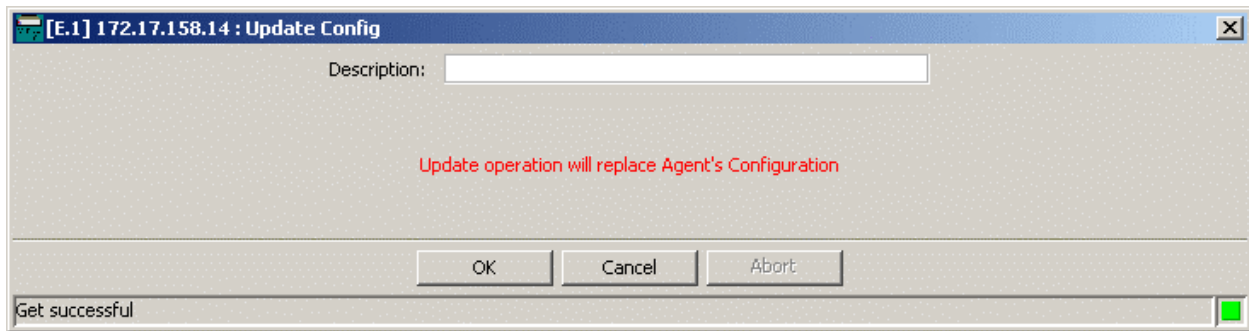 [E.1] 172.17.158.14 : Update Config
Description:
Update operation will replace Agent's Configuration
OK Cancel Abort
Get successful